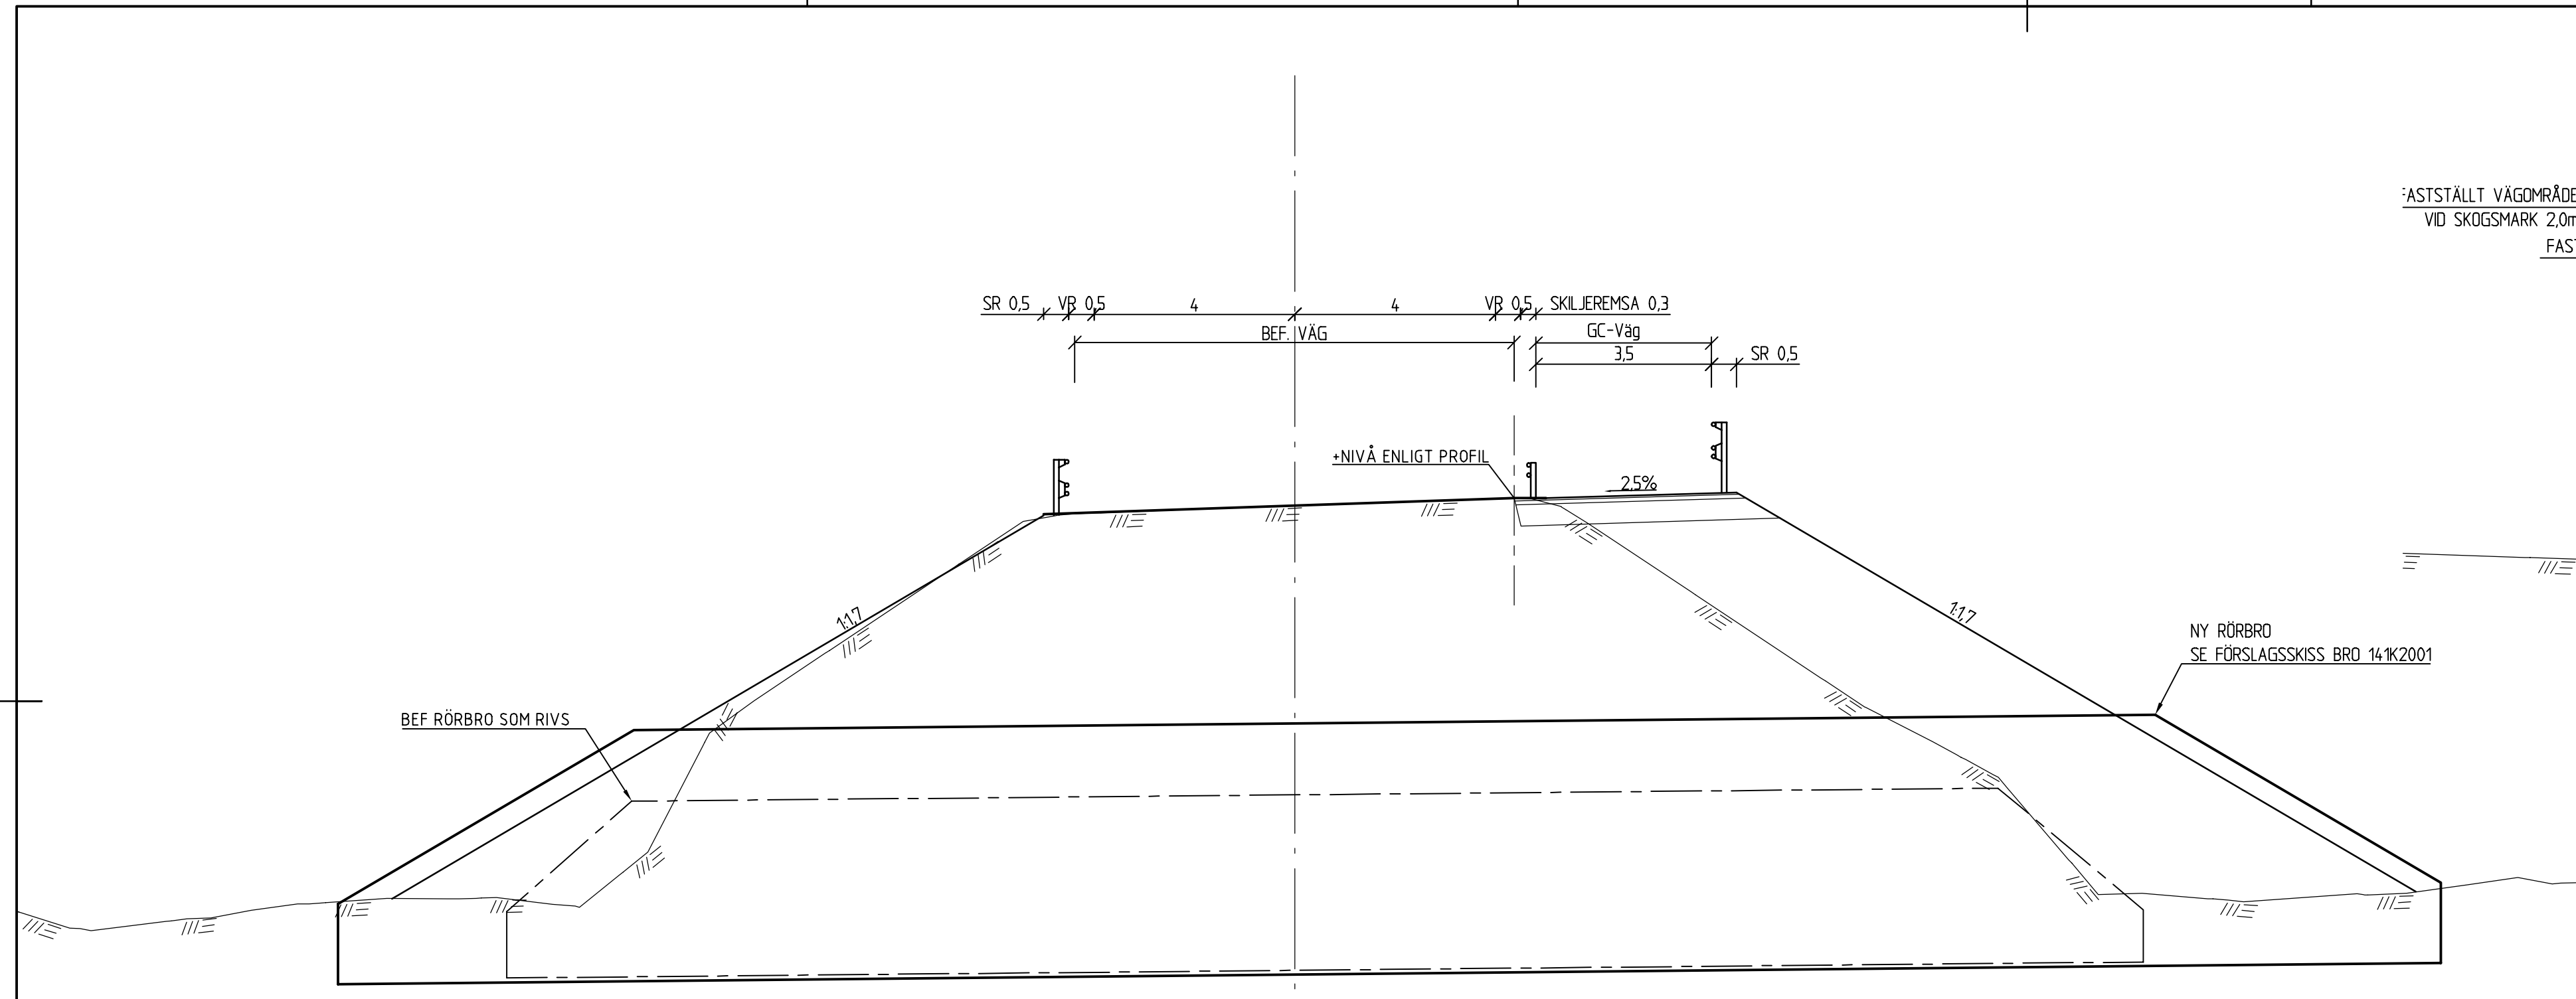 FASTSTÄLLT VÄGOMRÅDE
VID SKOGSMARK 2,0m
FAST
SR 0,5
VR 0,5
4
4
VR 0,5
SKILJEREMSA 0,3
BEF. VÄG
GC-Väg
3,5
SR 0,5
+NIVÅ ENLIGT PROFIL
2.5%
1:1,7
1:1,7
NY RÖRBRO
SE FÖRSLAGSSKISS BRO 141K2001
BEF RÖRBRO SOM RIVS